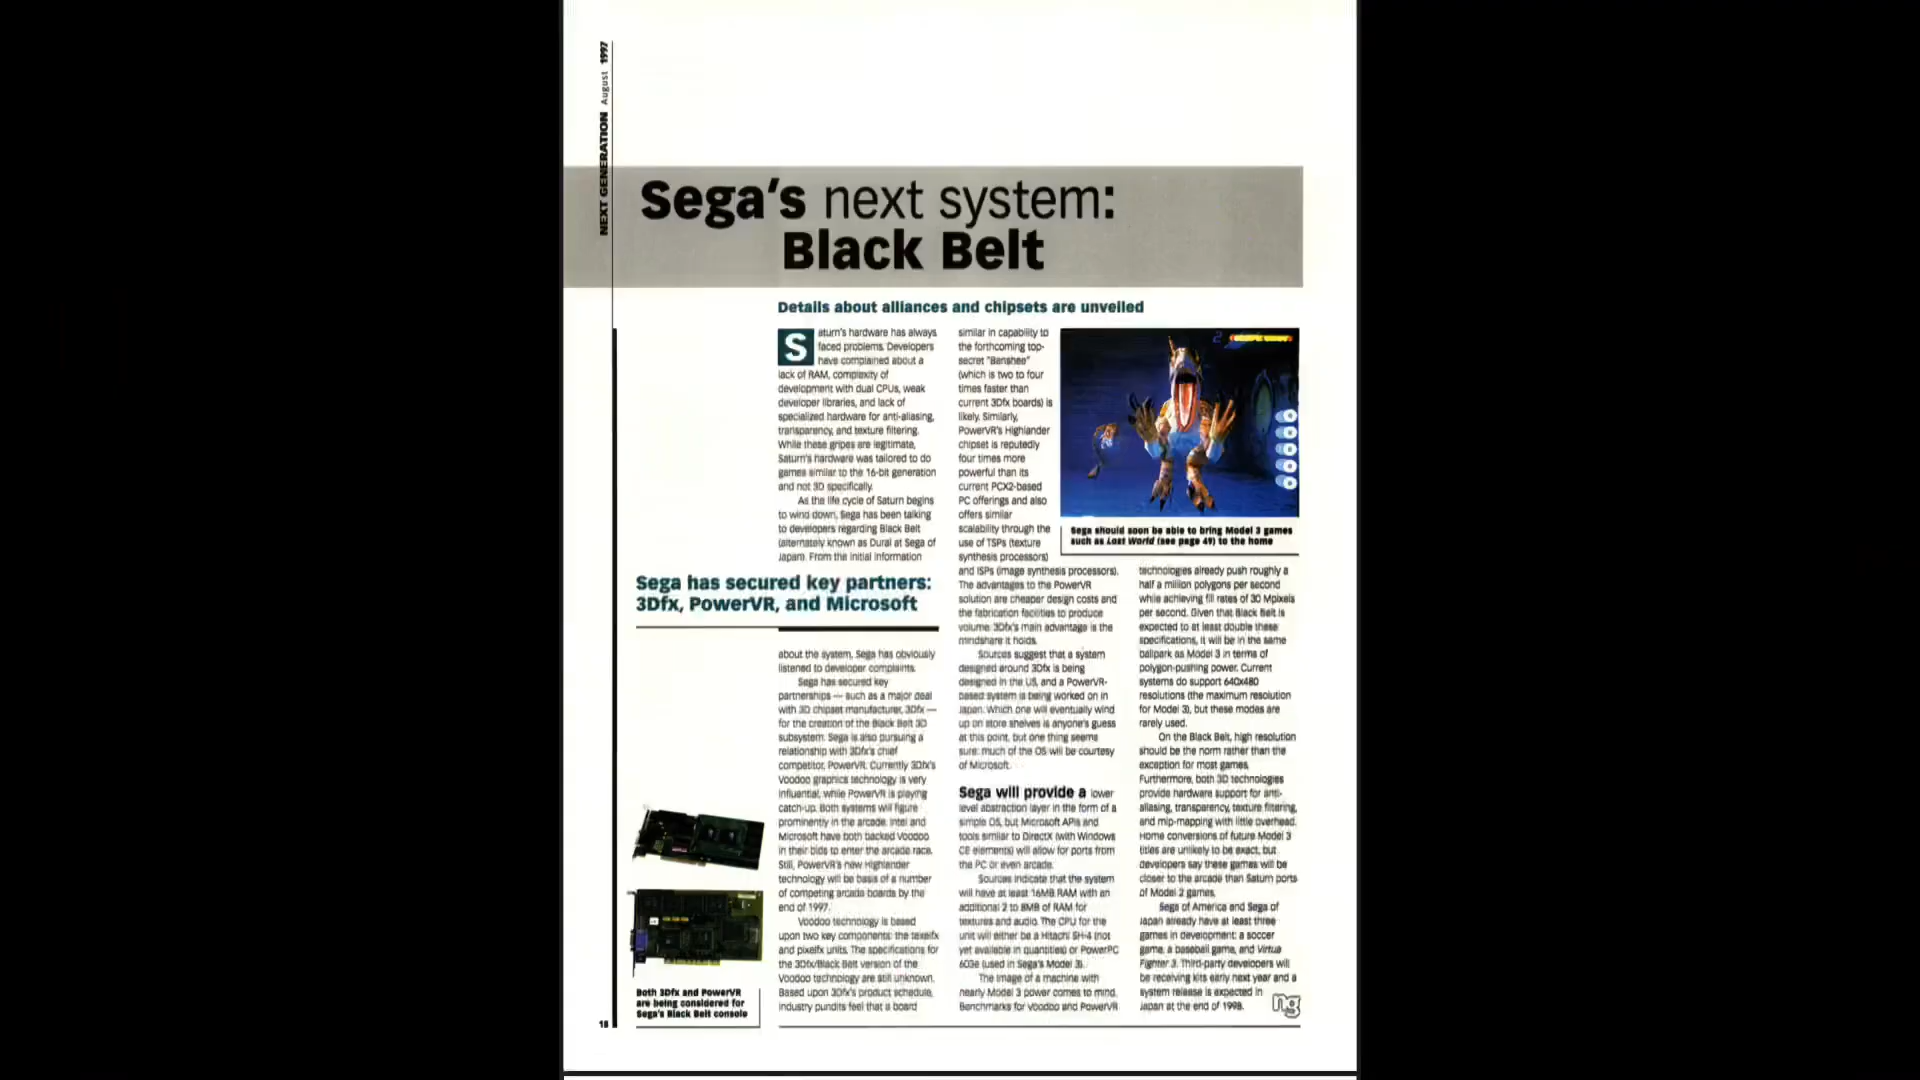 NEXT GENERATION August 1997
Sega's next system:
Black Belt
Details about alliances and chipsets are unveiled
Saturn's hardware has always
faced problems. Developers
have complained about a
lack of RAM, complexity of
development with dual CPUs, weak
developer libraries, and lack of
specialized hardware for anti-aliasing,
transparency, and texture filtering.
While these gripes are legitimate,
Saturn's hardware was tailored to do
games similar to the 16-bit generation
and not 3D specifically.
As the life cycle of Saturn begins
to wind down, Sega has been talking
to developers regarding Black Belt
(alternately known as Dural at Sega of
Japan). From the initial information
Sega has secured key partners:
3Dfx, PowerVR, and Microsoft
about the system, Sega has obviously
listened to developer complaints.
Sega has secured key
partnerships — such as a major deal
with 3D chipset manufacturer, 3Dfx —
for the creation of the Black Belt 3D
subsystem. Sega is also pursuing a
relationship with 3Dfx's chief
competitor, PowerVR. Currently 3Dfx's
Voodoo graphics technology is very
influential, while PowerVR is playing
catch-up. Both systems will figure
prominently in the arcade. Intel and
Microsoft have both backed Voodoo
in their bids to enter the arcade race.
Still, PowerVR's new Highlander
technology will be basis of a number
of competing arcade boards by the
end of 1997.
Voodoo technology is based
upon two key components: the texelfx
and pixelfx units. The specifications for
the 3Dfx/Black Belt version of the
Voodoo technology are still unknown.
Based upon 3Dfx's product schedule,
industry pundits feel that a board
similar in capability to
the forthcoming top-
secret "Banshee"
(which is two to four
times faster than
current 3Dfx boards) is
likely. Similarly,
PowerVR's Highlander
chipset is reputedly
four times more
powerful than its
current PCX2-based
PC offerings and also
offers similar
scalability through the
use of TSPs (texture
synthesis processors)
and ISPs (image synthesis processors).
The advantages to the PowerVR
solution are cheaper design costs and
the fabrication facilities to produce
volume. 3Dfx's main advantage is the
mindshare it holds.
Sources suggest that a system
designed around 3Dfx is being
designed in the US, and a PowerVR-
based system is being worked on in
Japan. Which one will eventually wind
up on store shelves is anyone's guess
at this point, but one thing seems
sure: much of the OS will be courtesy
of Microsoft.
Sega will provide a lower
level abstraction layer in the form of a
simple OS, but Microsoft APIs and
tools similar to DirectX (with Windows
CE elements) will allow for ports from
the PC or even arcade.
Sources indicate that the system
will have at least 16MB RAM with an
additional 2 to 8MB of RAM for
textures and audio. The CPU for the
unit will either be a Hitachi SH-4 (not
yet available in quantities) or PowerPC
603e (used in Sega's Model 3).
The image of a machine with
nearly Model 3 power comes to mind.
Benchmarks for Voodoo and PowerVR
Sega should soon be able to bring Model 3 games
such as Lost World (see page 49) to the home
technologies already push roughly a
half a million polygons per second
while achieving fill rates of 30 Mpixels
per second. Given that Black Belt is
expected to at least double these
specifications, it will be in the same
ballpark as Model 3 in terms of
polygon-pushing power. Current
systems do support 640x480
resolutions (the maximum resolution
for Model 3), but these modes are
rarely used.
On the Black Belt, high resolution
should be the norm rather than the
exception for most games.
Furthermore, both 3D technologies
provide hardware support for anti-
aliasing, transparency, texture filtering,
and mip-mapping with little overhead.
Home conversions of future Model 3
titles are unlikely to be exact, but
developers say these games will be
closer to the arcade than Saturn ports
of Model 2 games.
Sega of America and Sega of
Japan already have at least three
games in development: a soccer
game, a baseball game, and Virtua
Fighter 3. Third-party developers will
be receiving kits early next year and a
system release is expected in
Japan at the end of 1998.
ng
Both 3Dfx and PowerVR
are being considered for
Sega's Black Belt console
18